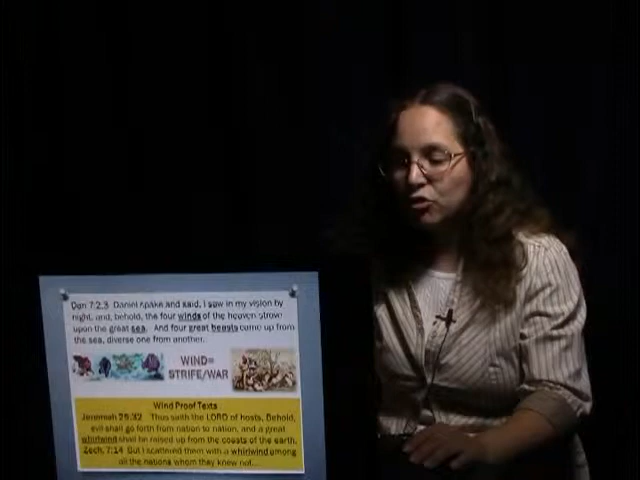 Dan 7:2,3 Daniel spake and said, I saw in my vision by
night, and, behold, the four winds of the heaven strove
upon the great sea. And four great beasts came up from
the sea, diverse one from another.
WIND=
STRIFE/WAR
Wind Proof Texts
Jeremiah 25:32 Thus saith the LORD of hosts, Behold,
evil shall go forth from nation to nation, and a great
whirlwind shall be raised up from the coasts of the earth.
Zech. 7:14 But I scattered them with a whirlwind among
all the nations whom they knew not...